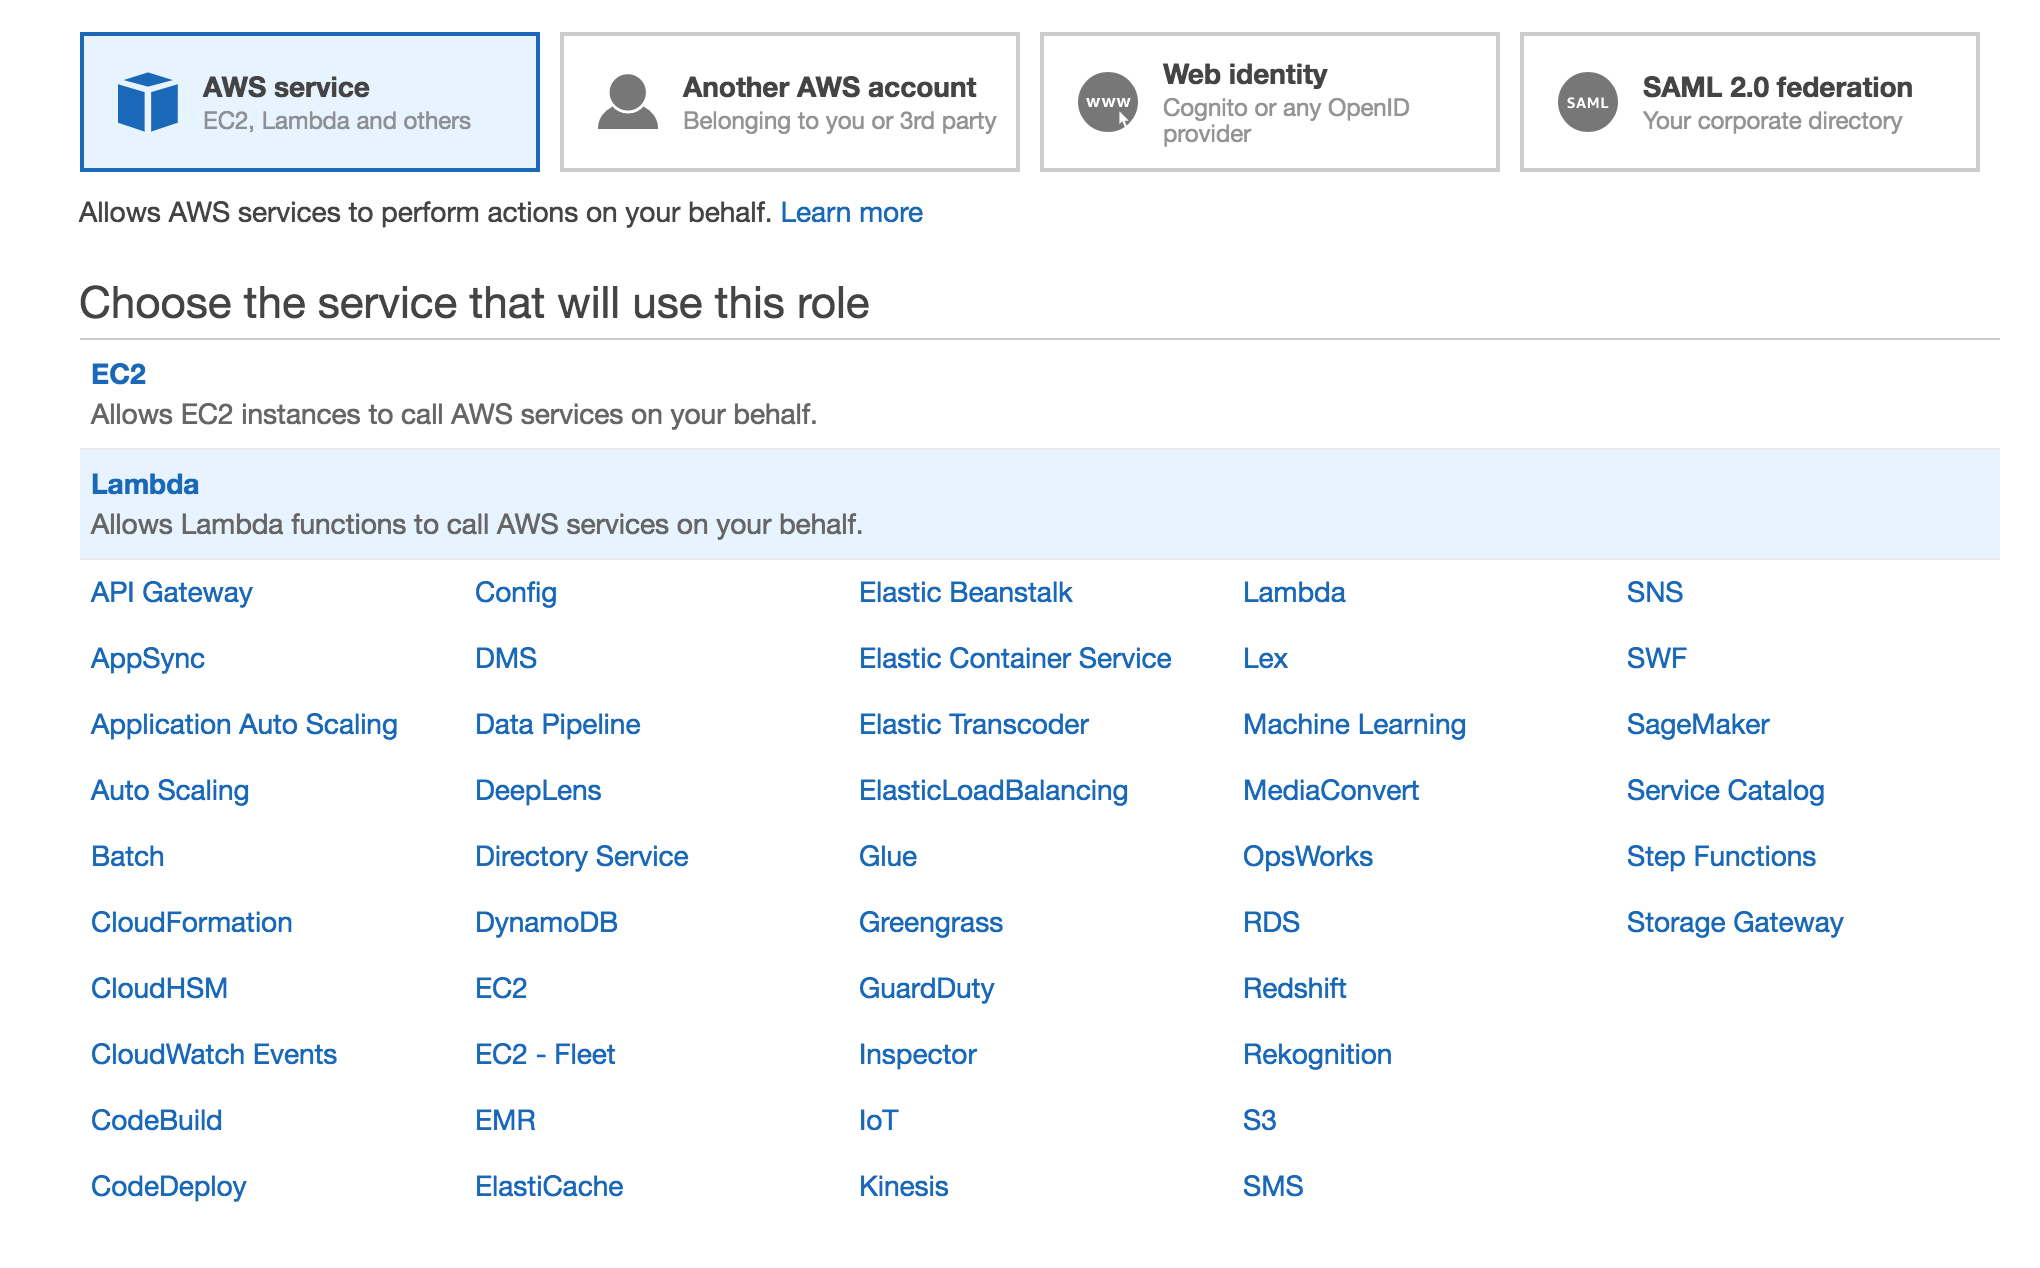 AWS service
EC2, Lambda and others
Another AWS account
Belonging to you or 3rd party
www
Web identity
Cognito or any OpenID
provider
SAML
SAML 2.0 federation
Your corporate directory
Allows AWS services to perform actions on your behalf. Learn more
Choose the service that will use this role
EC2
Allows EC2 instances to call AWS services on your behalf.
Lambda
Allows Lambda functions to call AWS services on your behalf.
API Gateway Config Elastic Beanstalk Lambda SNS
AppSync DMS Elastic Container Service Lex SWF
Application Auto Scaling Data Pipeline Elastic Transcoder Machine Learning SageMaker
Auto Scaling DeepLens ElasticLoadBalancing MediaConvert Service Catalog
Batch Directory Service Glue OpsWorks Step Functions
CloudFormation DynamoDB Greengrass RDS Storage Gateway
CloudHSM EC2 GuardDuty Redshift
CloudWatch Events EC2 - Fleet Inspector Rekognition
CodeBuild EMR IoT S3
CodeDeploy ElastiCache Kinesis SMS